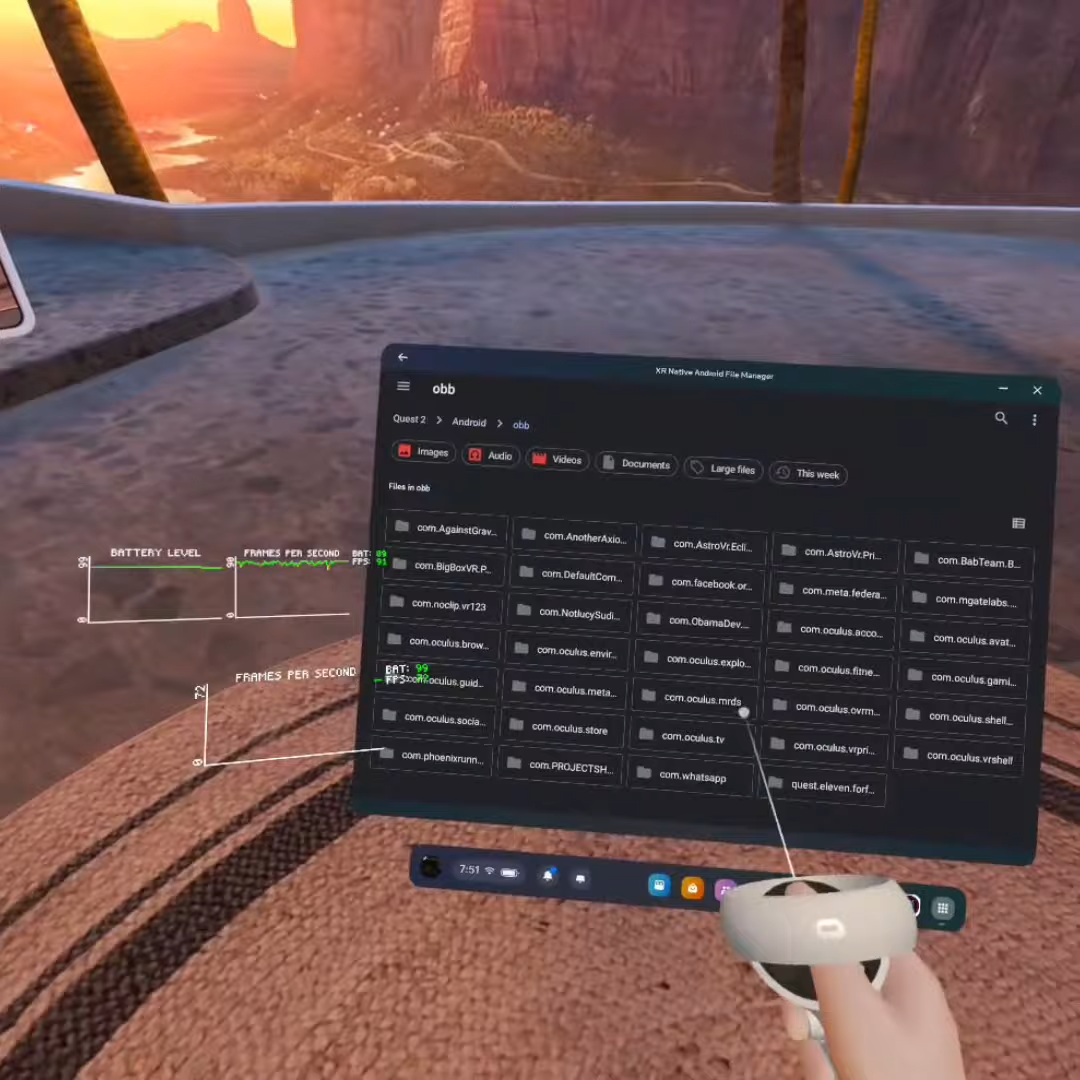 XR Native Android File Manager
obb
Quest 2 > Android > obb
Images Audio Videos Documents Large files This week
Files in obb
com.AgainstGrav... com.AnotherAxio... com.AstroVr.Ecli... com.AstroVr.Pri... com.BabTeam.B...
com.BigBoxVR.P... com.DefaultCom... com.facebook.or... com.meta.federa... com.mgatelabs....
com.noclip.vr123 com.NotlucySudi... com.ObamaDev... com.oculus.acco... com.oculus.avat...
com.oculus.brow... com.oculus.envir... com.oculus.explo... com.oculus.fitne... com.oculus.gami...
com.oculus.guid... com.oculus.meta... com.oculus.mrds com.oculus.ovrm... com.oculus.shell...
com.oculus.socia... com.oculus.store com.oculus.tv com.oculus.vrpri... com.oculus.vrshell
com.phoenixrunn... com.PROJECTSH... com.whatsapp quest.eleven.forf...
BATTERY LEVEL
99
0
FRAMES PER SECOND
0
BAT: 89
FPS: 91
FRAMES PER SECOND
72
0
BAT: 99
FPS:
7:51